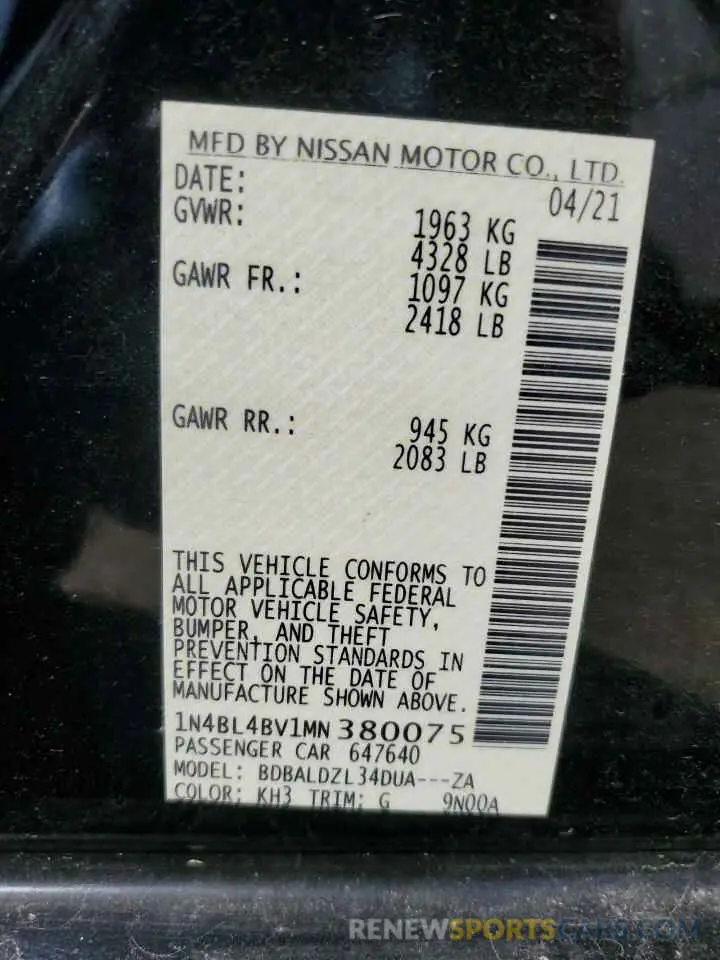 MFD BY NISSAN MOTOR CO., LTD.
DATE: 04/21
GVWR: 1963 KG
4328 LB
GAWR FR.: 1097 KG
2418 LB
GAWR RR.: 945 KG
2083 LB
THIS VEHICLE CONFORMS TO
ALL APPLICABLE FEDERAL
MOTOR VEHICLE SAFETY,
BUMPER, AND THEFT
PREVENTION STANDARDS IN
EFFECT ON THE DATE OF
MANUFACTURE SHOWN ABOVE.
1N4BL4BV1MN380075
PASSENGER CAR 647640
MODEL: BDBALDZL34DUA---ZA
COLOR: KH3 TRIM: G 9N00A
RENEWSPORTSCAR.COM